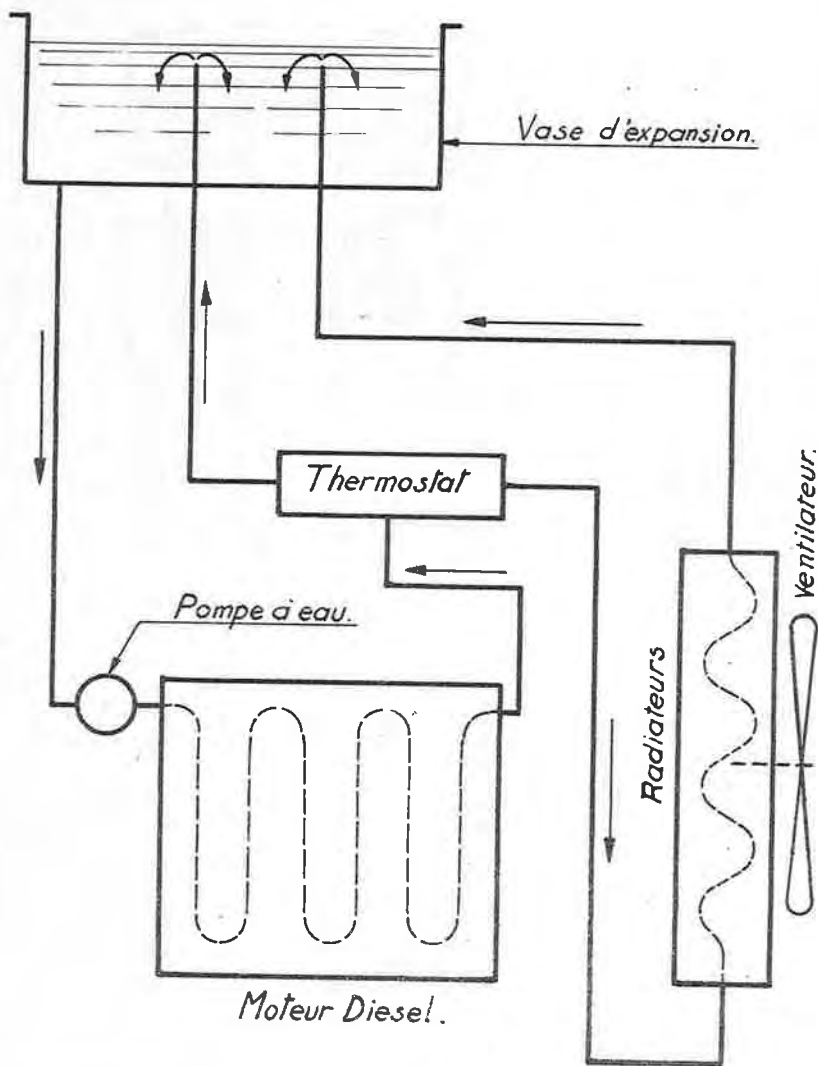 Vase d'expansion.
Thermostat
Ventilateur.
Pompe à eau.
Radiateurs
Moteur Diesel.